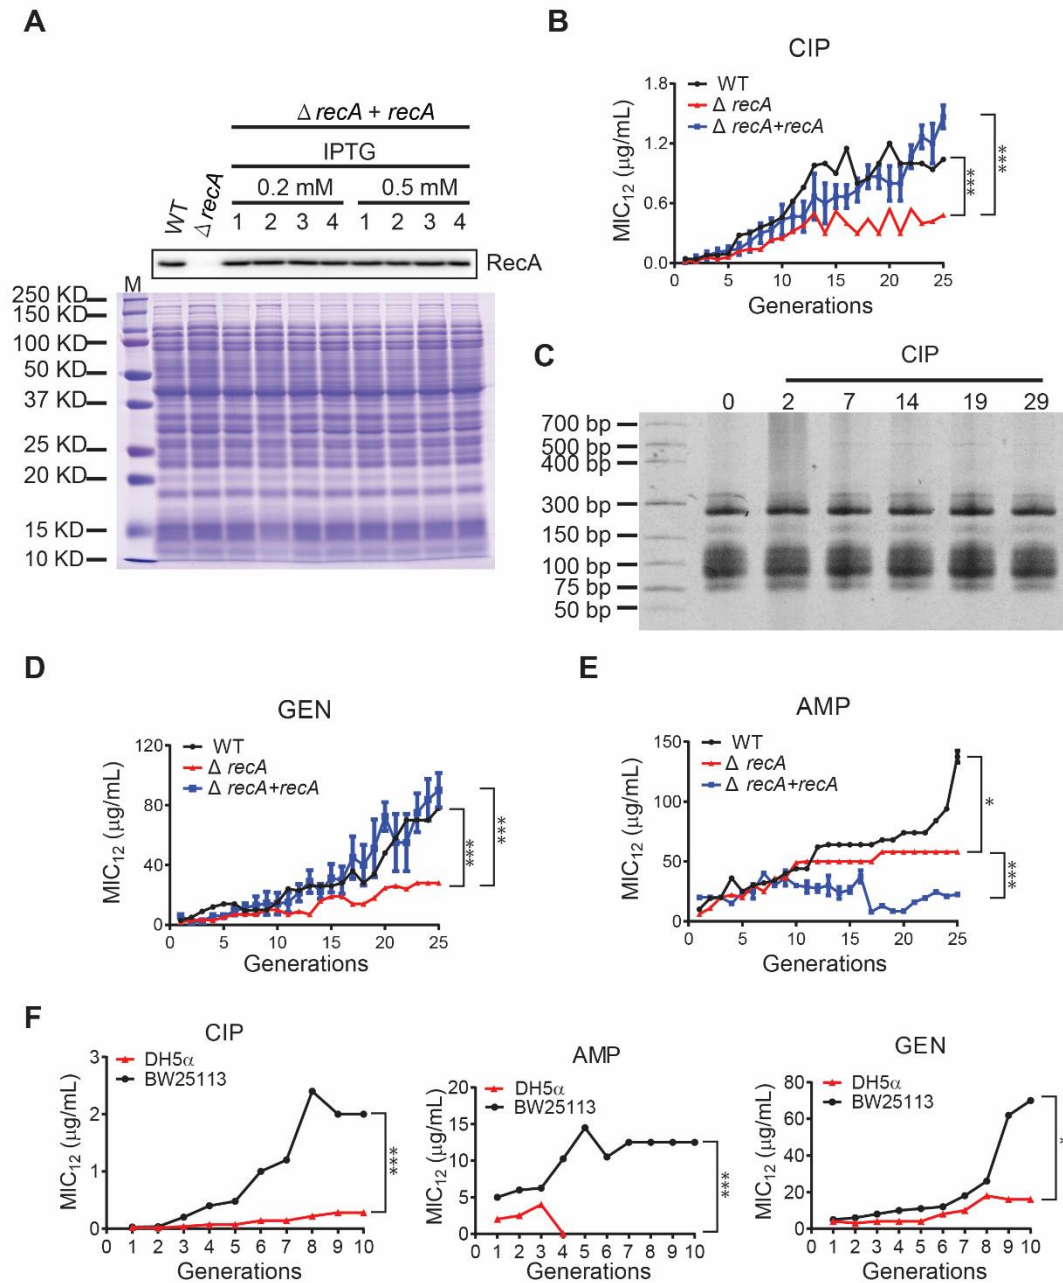 A
Δ recA + recA
IPTG
0.2 mM 0.5 mM
WT Δ recA 1 2 3 4 1 2 3 4
RecA
M
250 KD
150 KD
100 KD
50 KD
37 KD
25 KD
20 KD
15 KD
10 KD
B
CIP
WT
Δ recA
Δ recA+recA
MIC12 (µg/mL)
1.8
1.2
0.6
0.0
0 5 10 15 20 25
Generations
***
***
C
CIP
0 2 7 14 19 29
700 bp
500 bp
400 bp
300 bp
150 bp
100 bp
75 bp
50 bp
D
GEN
WT
Δ recA
Δ recA+recA
MIC12 (µg/mL)
120
80
40
0
0 5 10 15 20 25
Generations
***
***
E
AMP
WT
Δ recA
Δ recA+recA
MIC12 (µg/mL)
150
100
50
0
0 5 10 15 20 25
Generations
*
***
F
CIP
DH5α
BW25113
MIC12 (µg/mL)
3
2
1
0
0 1 2 3 4 5 6 7 8 9 10
Generations
***
AMP
DH5α
BW25113
MIC12 (µg/mL)
20
15
10
5
0
0 1 2 3 4 5 6 7 8 9 10
Generations
***
GEN
DH5α
BW25113
MIC12 (µg/mL)
80
60
40
20
0
0 1 2 3 4 5 6 7 8 9 10
Generations